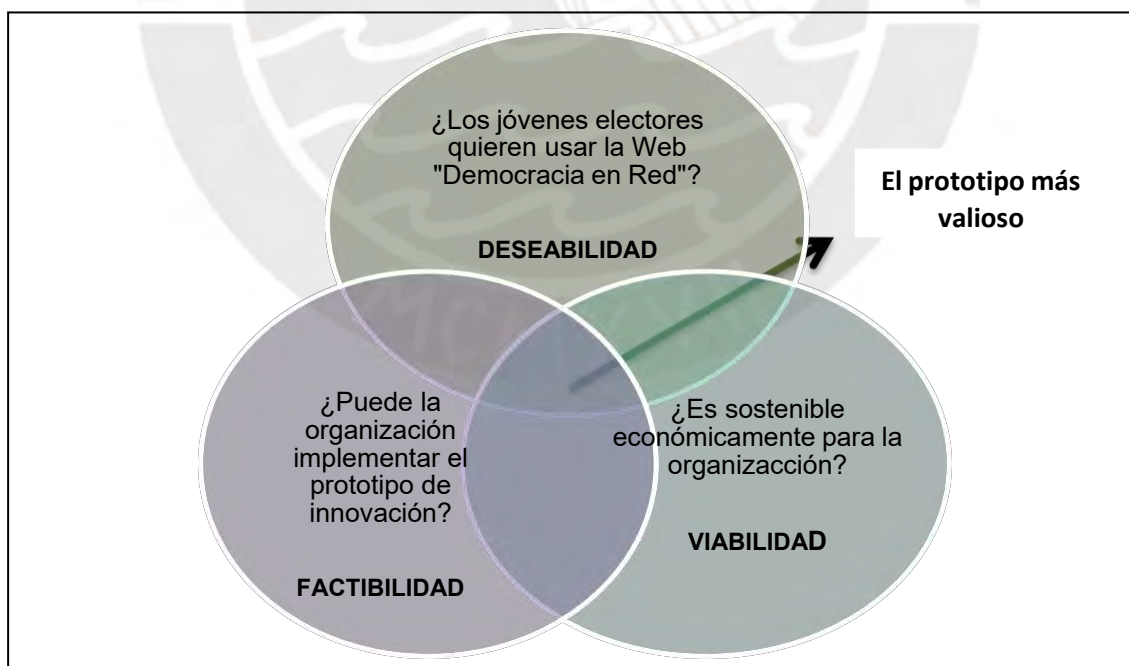 ¿Los jóvenes electores
quieren usar la Web
"Democracia en Red"?
DESEABILIDAD
El prototipo más
valioso
¿Puede la
organización
implementar el
prototipo de
innovación?
FACTIBILIDAD
¿Es sostenible
económicamente para la
organizacción?
VIABILIDAD